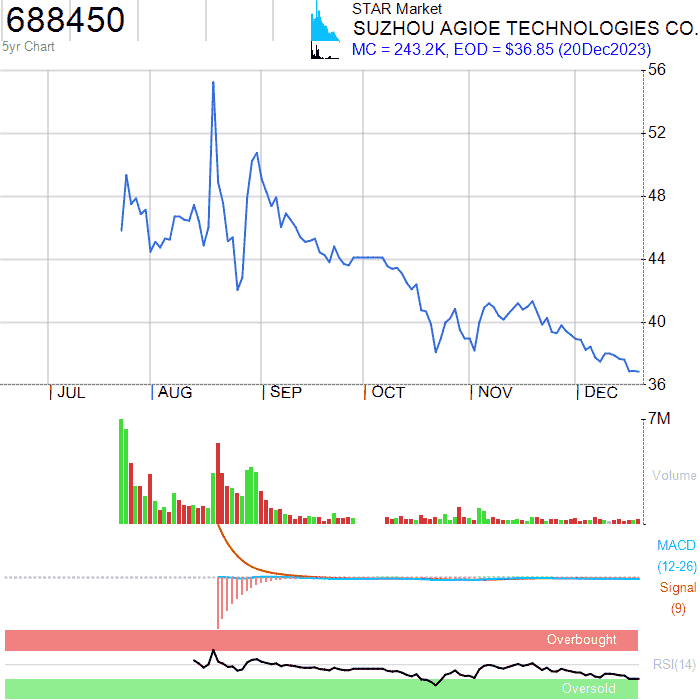 688450
STAR Market
SUZHOU AGIOE TECHNOLOGIES CO.
5yr Chart
MC = 243.2K, EOD = $36.85 (20Dec2023)
56
52
48
44
40
36
JUL
AUG
SEP
OCT
NOV
DEC
7M
Volume
MACD
(12-26)
Signal
(9)
Overbought
RSI(14)
Oversold